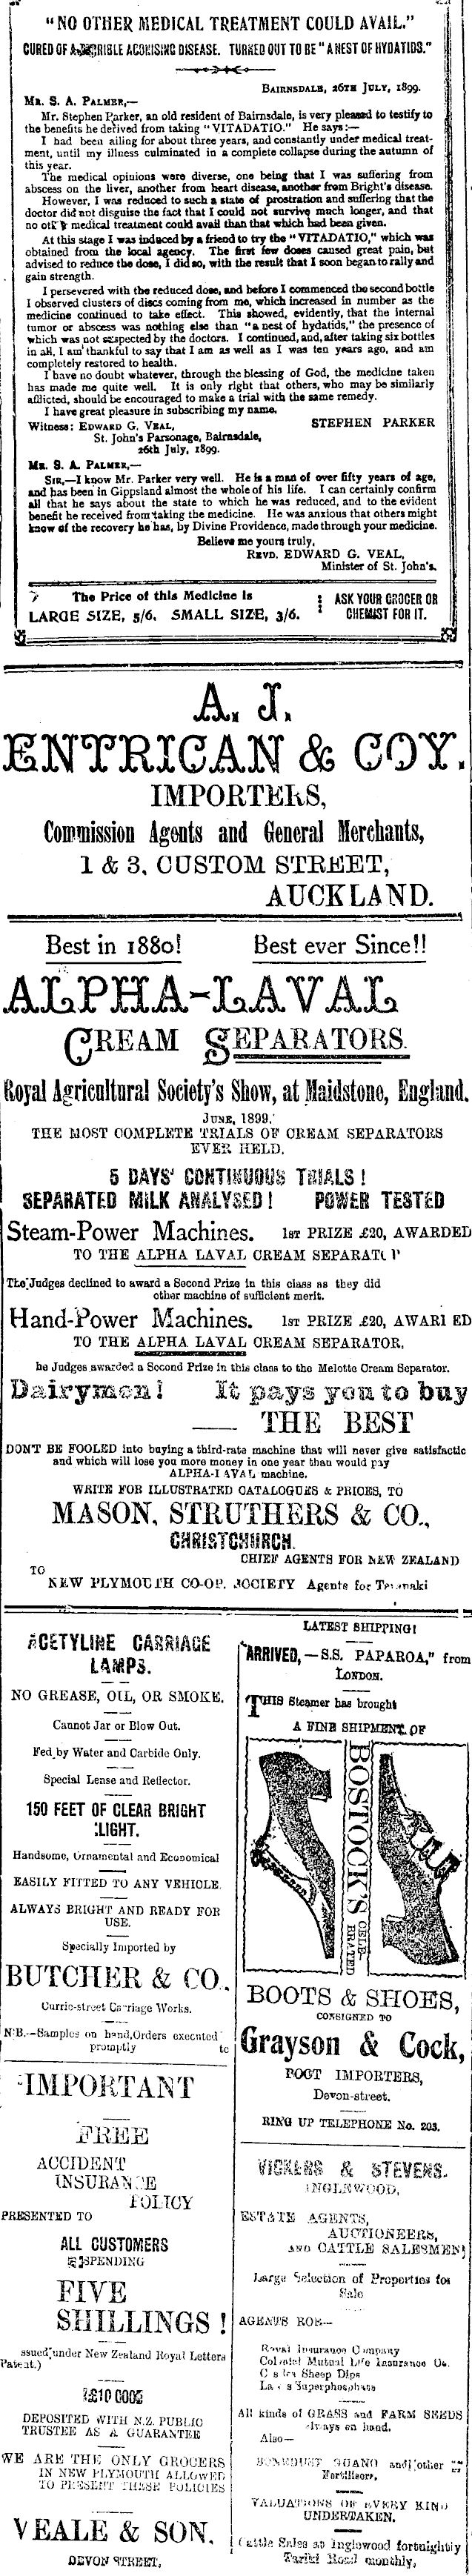 "NO OTHER MEDICAL TREATMENT COULD AVAIL."
CURED OF DISEASE. TURNED OUT TO BE "A NEST OF HYDATIDS."
BAIRNSDALE, 26TH JULY, 1899.
MR. S. A. PALMER,—
Mr. Stephen Parker, an old resident of Bairnsdale, is very pleased to testify to
the benefits he derived from taking "VITADATIO." He says:—
I had been ailing for about three years, and constantly under medical treat-
ment, until my illness culminated in a complete collapse during the autumn of
this year.
The medical opinions were diverse, one being that I was suffering from
abscess on the liver, another from heart disease, another from Bright's disease.
However, I was reduced to such a state of prostration and suffering that the
doctor did not disguise the fact that I could not survive much longer, and that
no medical treatment could avail than that which had been given.
At this stage I was induced by a friend to try the "VITADATIO," which was
obtained from the local agency. The first few doses caused great pain, but
advised to reduce the dose, I did so, with the result that I soon began to rally and
gain strength.
I persevered with the reduced dose, and before I commenced the second bottle
I observed clusters of discs coming from me, which increased in number as the
medicine continued to take effect. This showed, evidently, that the internal
tumor or abscess was nothing else than "a nest of hydatids," the presence of
which was not suspected by the doctors. I continued, and, after taking six bottles
in all, I am thankful to say that I am as well as I was ten years ago, and am
completely restored to health.
I have no doubt whatever, through the blessing of God, the medicine taken
has made me quite well. It is only right that others, who may be similarly
afflicted, should be encouraged to make a trial with the same remedy.
I have great pleasure in subscribing my name,
Witness: EDWARD G. VEAL, STEPHEN PARKER
St. John's Parsonage, Bairnsdale,
26th July, 1899.
MR. S. A. PALMER,—
SIR,—I know Mr. Parker very well. He is a man of over fifty years of age,
and has been in Gippsland almost the whole of his life. I can certainly confirm
all that he says about the state to which he was reduced, and to the evident
benefit he received from taking the medicine. He was anxious that others might
know of the recovery he has, by Divine Providence, made through your medicine.
Believe me yours truly,
REVD. EDWARD G. VEAL,
Minister of St. John's.
The Price of this Medicine is
LARGE SIZE, 5/6. SMALL SIZE, 3/6.
ASK YOUR GROCER OR
CHEMIST FOR IT.
A. J.
ENTRICAN & COY.
IMPORTERS,
Commission Agents and General Merchants,
1 & 3, CUSTOM STREET,
AUCKLAND.
Best in 1880! Best ever Since!!
ALPHA-LAVAL
CREAM SEPARATORS.
Royal Agricultural Society's Show, at Maidstone, England.
JUNE, 1899.
THE MOST COMPLETE TRIALS OF CREAM SEPARATORS
EVER HELD.
5 DAYS' CONTINUOUS TRIALS!
SEPARATED MILK ANALYSED! POWER TESTED
Steam-Power Machines. 1ST PRIZE £20, AWARDED
TO THE ALPHA LAVAL CREAM SEPARAT
The Judges declined to award a Second Prize in this class as they did
other machine of sufficient merit.
Hand-Power Machines. 1ST PRIZE £20, AWARI ED
TO THE ALPHA LAVAL CREAM SEPARATOR.
he Judges awarded a Second Prize in this class to the Melotte Cream Separator.
Dairymen! It pays you to buy
THE BEST
DON'T BE FOOLED into buying a third-rate machine that will never give satisfactic
and which will lose you more money in one year than would pay
ALPHA-LAVAL machine.
WRITE FOR ILLUSTRATED CATALOGUES & PRICES, TO
MASON, STRUTHERS & CO.,
CHRISTCHURCH.
CHIEF AGENTS FOR NEW ZEALAND
TO
NEW PLYMOUTH CO-OP. SOCIETY Agents for Taranaki
ACETYLINE CARRIAGE
LAMPS.
NO GREASE, OIL, OR SMOKE.
Cannot Jar or Blow Out.
Fed by Water and Carbide Only.
Special Lense and Reflector.
150 FEET OF CLEAR BRIGHT
LIGHT.
Handsome, Ornamental and Economical
EASILY FITTED TO ANY VEHICLE.
ALWAYS BRIGHT AND READY FOR
USE.
Specially Imported by
BUTCHER & CO.,
Currie-street Carriage Works.
N.B.—Samples on hand, Orders executed
promptly te
IMPORTANT
FREE
ACCIDENT
INSURANCE
POLICY
PRESENTED TO
ALL CUSTOMERS
SPENDING
FIVE
SHILLINGS!
ssued under New Zealand Royal Letters
Patent.)
£10 000
DEPOSITED WITH N.Z. PUBLIC
TRUSTEE AS A GUARANTEE
WE ARE THE ONLY GROCERS
IN NEW PLYMOUTH ALLOWED
TO PRESENT THESE POLICIES
VEALE & SON,
DEVON STREET,
LATEST SHIPPING!
ARRIVED,—S.S. PAPAROA," from
LONDON.
THIS Steamer has brought
A FINE SHIPMENT OF
BOSTOCK'S CELE-
BRATED
BOOTS & SHOES,
CONSIGNED TO
Grayson & Cock,
BOOT IMPORTERS,
Devon-street.
RING UP TELEPHONE No. 203.
VICKERS & STEVENS,
INGLEWOOD,
ESTATE AGENTS,
AUCTIONEERS,
AND CATTLE SALESMEN
Large Selection of Properties for
Sale
AGENTS FOR—
Royal Insurance Company
Colonial Mutual Life Insurance Co.
Sheep Dips
Superphosphate
All kinds of GRASS and FARM SEEDS
always on hand.
Also—
BONEDUST GUANO and other
Fertilisers,
VALUATIONS OF EVERY KIND
UNDERTAKEN.
Cattle Sales at Inglewood fortnightly
Tariki Road monthly,